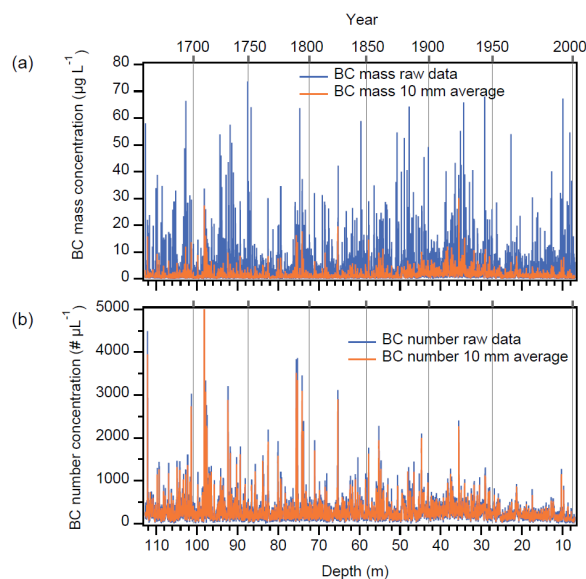 Year
1700 1750 1800 1850 1900 1950 2000
(a)
BC mass concentration (µg L⁻¹)
80
70
60
50
40
30
20
10
0
BC mass raw data
BC mass 10 mm average
(b)
BC number concentration (# µL⁻¹)
5000
4000
3000
2000
1000
0
BC number raw data
BC number 10 mm average
110 100 90 80 70 60 50 40 30 20 10
Depth (m)